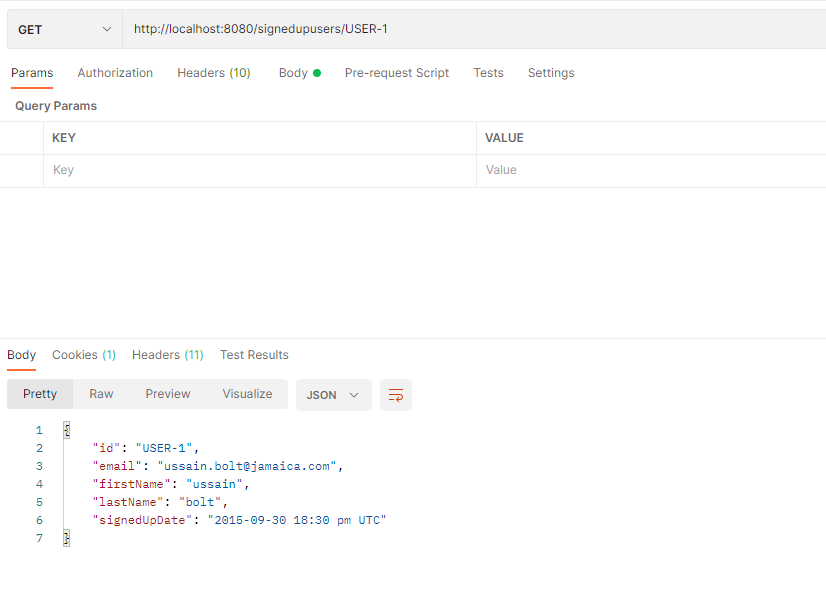 GET http://localhost:8080/signedupusers/USER-1
Params Authorization Headers (10) Body Pre-request Script Tests Settings
Query Params
KEY VALUE
Key Value
Body Cookies (1) Headers (11) Test Results
Pretty Raw Preview Visualize JSON
1 {
2 "id": "USER-1",
3 "email": "ussain.bolt@jamaica.com",
4 "firstName": "ussain",
5 "lastName": "bolt",
6 "signedUpDate": "2015-09-30 18:30 pm UTC"
7 }